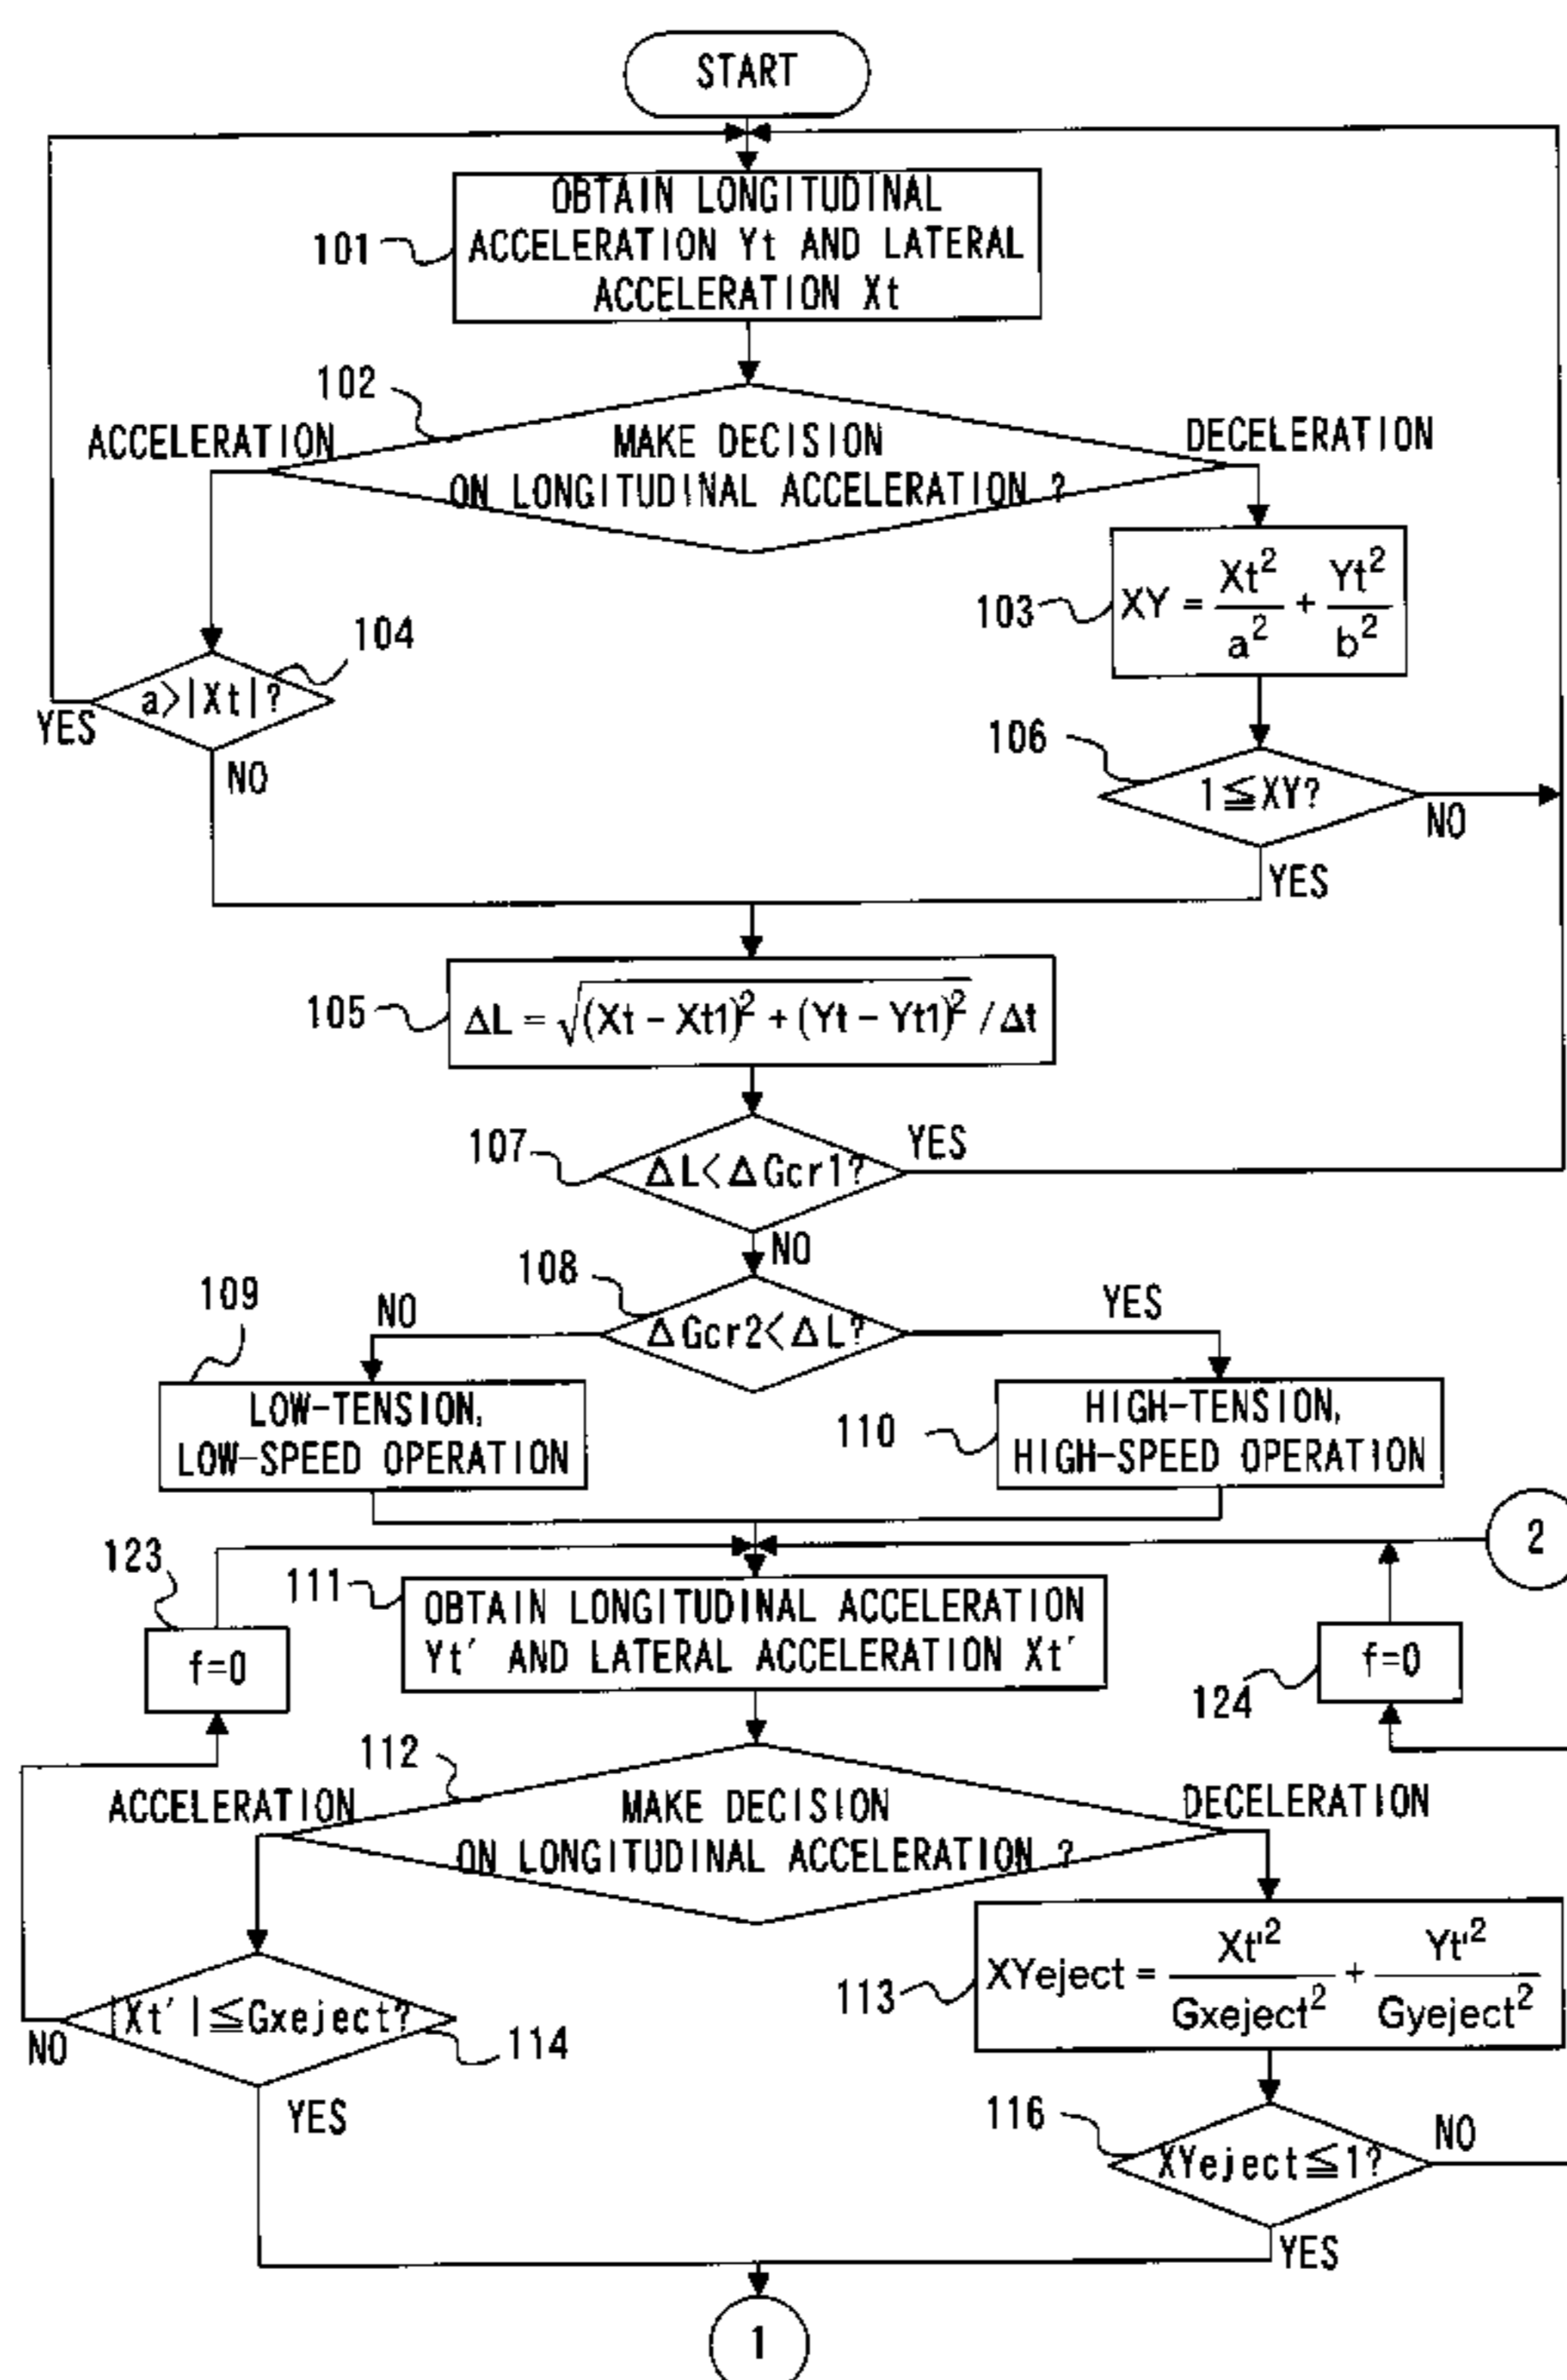 START
OBTAIN LONGITUDINAL
ACCELERATION Yt AND LATERAL
ACCELERATION Xt
101
102
ACCELERATION
MAKE DECISION
ON LONGITUDINAL ACCELERATION ?
DECELERATION
103
XY = Xt²/a² + Yt²/b²
104
a>|Xt|?
YES
NO
106
1≦XY?
NO
YES
105
ΔL = √(Xt − Xt1)² + (Yt − Yt1)² / Δt
107
ΔL<ΔGcr1?
YES
NO
108
ΔGcr2<ΔL?
NO
YES
109
LOW-TENSION,
LOW-SPEED OPERATION
110
HIGH-TENSION,
HIGH-SPEED OPERATION
2
123
f=0
111
OBTAIN LONGITUDINAL ACCELERATION
Yt′ AND LATERAL ACCELERATION Xt′
f=0
124
112
ACCELERATION
MAKE DECISION
ON LONGITUDINAL ACCELERATION ?
DECELERATION
113
XYeject = Xt'²/Gxeject² + Yt'²/Gyeject²
|Xt′|≦Gxeject?
NO
114
YES
116
XYeject≦1?
NO
YES
1